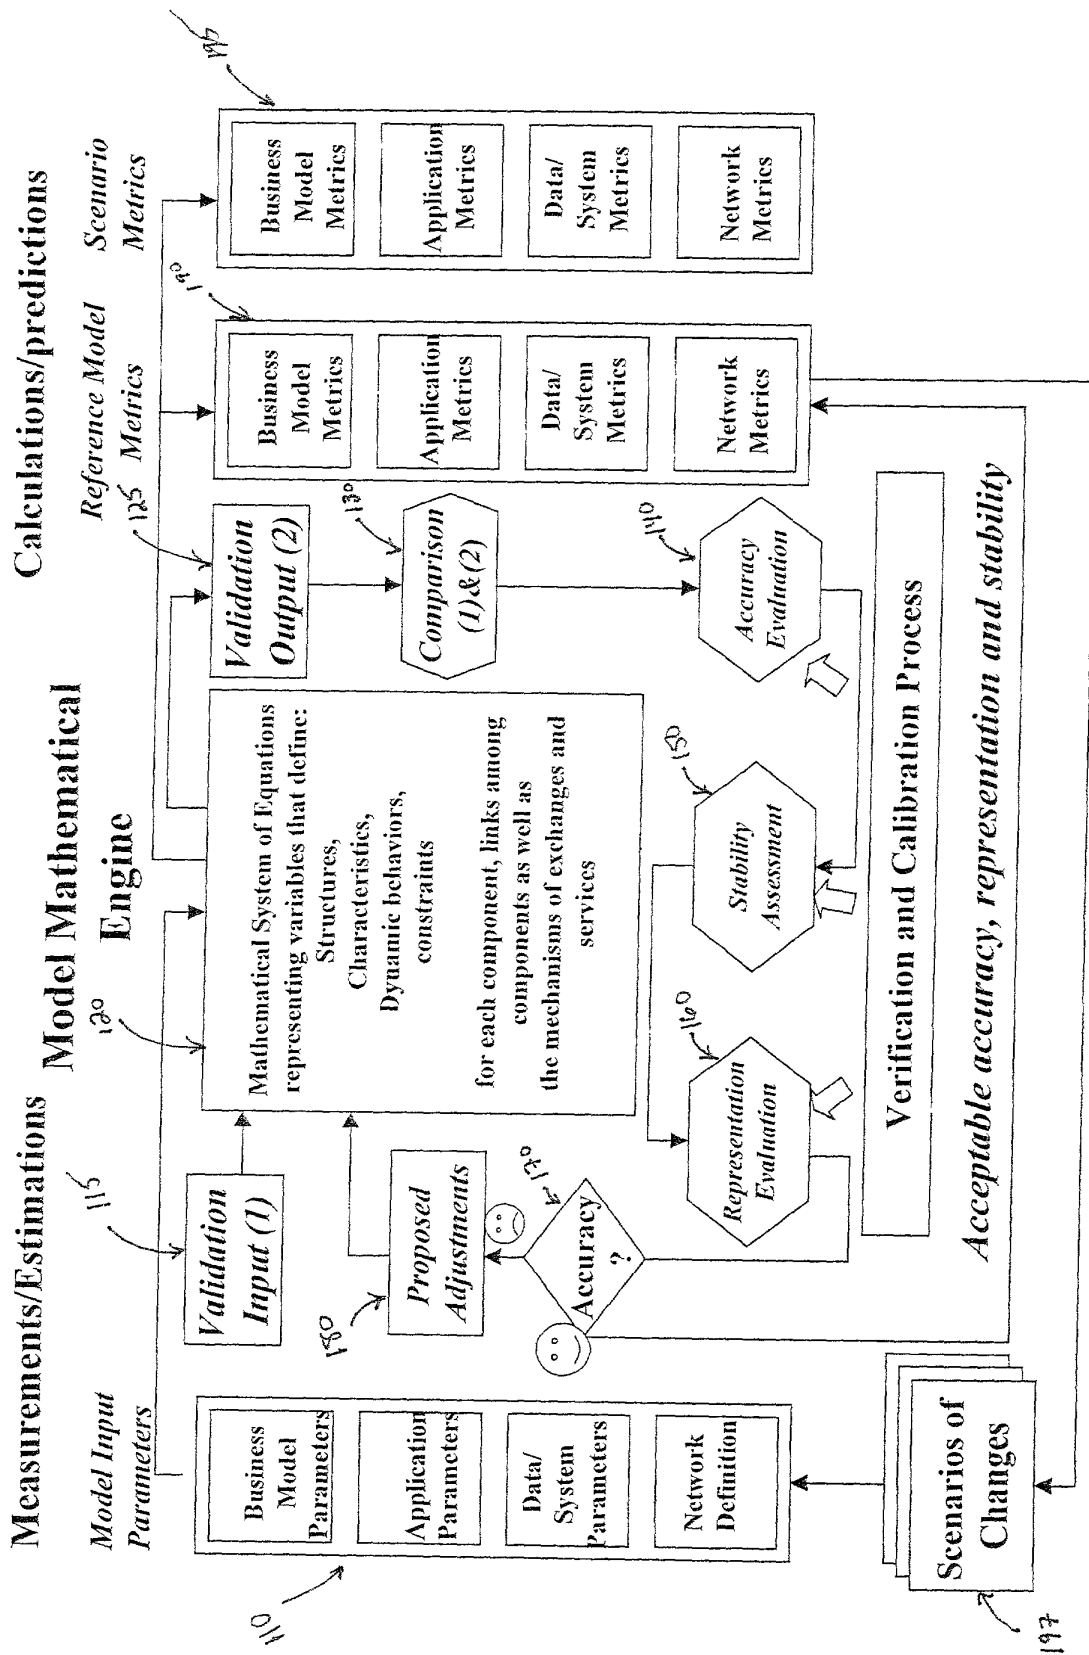 Measurements/Estimations
Model Mathematical
Engine
Calculations/predictions
Model Input
Parameters
Reference Model
Metrics
Scenario
Metrics
110
Business
Model
Parameters
Application
Parameters
Data/
System
Parameters
Network
Definition
Scenarios of
Changes
197
115
Validation
Input (1)
180
Proposed
Adjustments
170
Accuracy
?
120
Mathematical System of Equations
representing variables that define:
Structures,
Characteristics,
Dynamic behaviors,
constraints
for each component, links among
components as well as
the mechanisms of exchanges and
services
125
Validation
Output (2)
130
Comparison
(1)&(2)
140
Accuracy
Evaluation
150
Stability
Assessment
160
Representation
Evaluation
Verification and Calibration Process
Acceptable accuracy, representation and stability
190
Business
Model
Metrics
Application
Metrics
Data/
System
Metrics
Network
Metrics
195
Business
Model
Metrics
Application
Metrics
Data/
System
Metrics
Network
Metrics